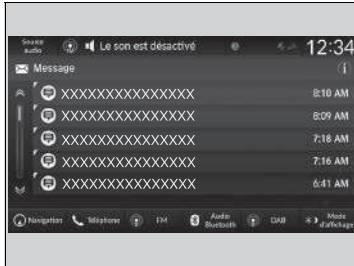 Source audio Le son est désactivé 12:34
Message i
XXXXXXXXXXXXXXXX 8:10 AM
XXXXXXXXXXXXXXXX 8:09 AM
XXXXXXXXXXXXXXXX 7:18 AM
XXXXXXXXXXXXXXXX 7:16 AM
XXXXXXXXXXXXXXXX 6:41 AM
Navigation Téléphone FM Audio Bluetooth DAB Mode d'affichage